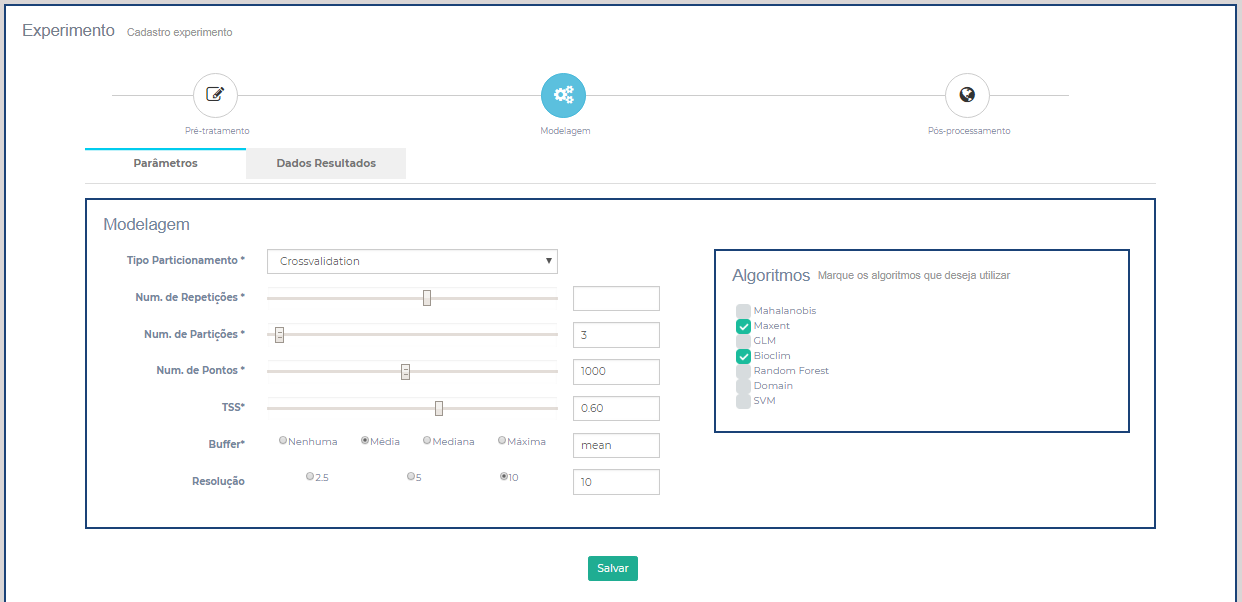 Experimento Cadastro experimento
Pré-tratamento Modelagem Pós-processamento
Parâmetros Dados Resultados
Modelagem
Tipo Particionamento * Crossvalidation
Num. de Repetições *
Num. de Partições * 3
Num. de Pontos * 1000
TSS* 0.60
Buffer* Nenhuma Média Mediana Máxima mean
Resolução 2.5 5 10 10
Algoritmos Marque os algoritmos que deseja utilizar
Mahalanobis
Maxent
GLM
Bioclim
Random Forest
Domain
SVM
Salvar